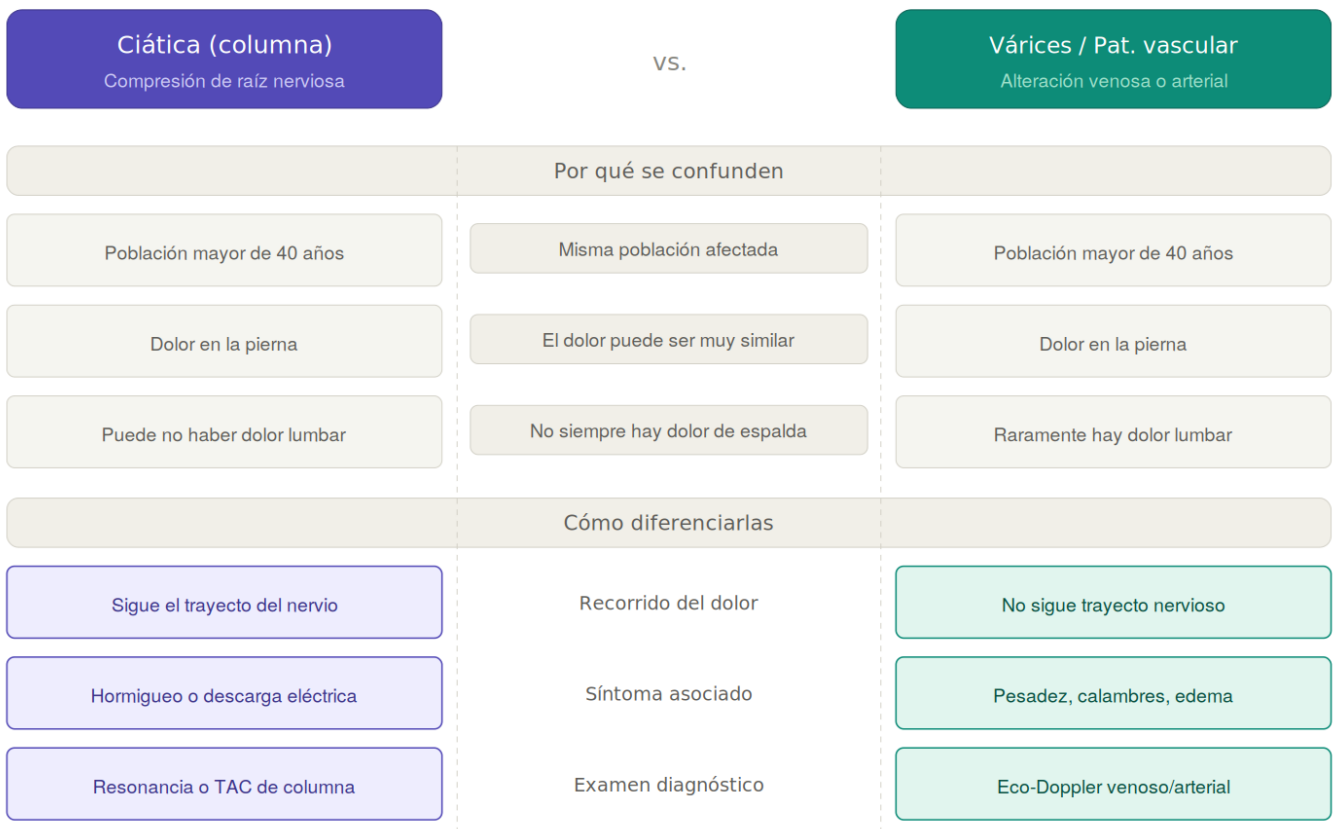 Ciática (columna)
Compresión de raíz nerviosa
vs.
Várices / Pat. vascular
Alteración venosa o arterial
Por qué se confunden
Población mayor de 40 años
Misma población afectada
Población mayor de 40 años
Dolor en la pierna
El dolor puede ser muy similar
Dolor en la pierna
Puede no haber dolor lumbar
No siempre hay dolor de espalda
Raramente hay dolor lumbar
Cómo diferenciarlas
Sigue el trayecto del nervio
Recorrido del dolor
No sigue trayecto nervioso
Hormigueo o descarga eléctrica
Síntoma asociado
Pesadez, calambres, edema
Resonancia o TAC de columna
Examen diagnóstico
Eco-Doppler venoso/arterial